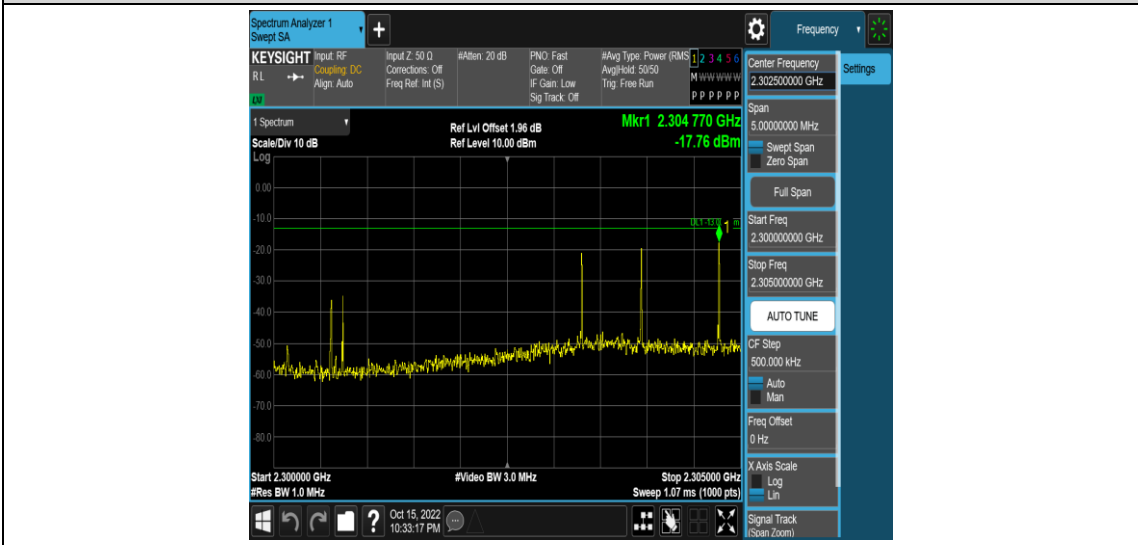 Spectrum Analyzer 1
Swept SA
Frequency
KEYSIGHT
Input: RF
Coupling: DC
Align: Auto
Input Z: 50 Ω
Corrections: Off
Freq Ref: Int (S)
#Atten: 20 dB
PNO: Fast
Gate: Off
IF Gain: Low
Sig Track: Off
#Avg Type: Power (RMS
Avg|Hold: 50/50
Trig: Free Run
1 2 3 4 5 6
M W W W W W
P P P P P P
R L
LXI
1 Spectrum
Scale/Div 10 dB
Log
Ref Lvl Offset 1.96 dB
Ref Level 10.00 dBm
Mkr1 2.304 770 GHz
-17.76 dBm
0.00
-10.0
-20.0
-30.0
-40.0
-50.0
-60.0
-70.0
-80.0
DL1 -13.0
1
Start 2.300000 GHz
#Res BW 1.0 MHz
#Video BW 3.0 MHz
Stop 2.305000 GHz
Sweep 1.07 ms (1000 pts)
Center Frequency
2.302500000 GHz
Settings
Span
5.00000000 MHz
Swept Span
Zero Span
Full Span
Start Freq
2.300000000 GHz
Stop Freq
2.305000000 GHz
AUTO TUNE
CF Step
500.000 kHz
Auto
Man
Freq Offset
0 Hz
X Axis Scale
Log
Lin
Signal Track
(Span Zoom)
Oct 15, 2022
10:33:17 PM